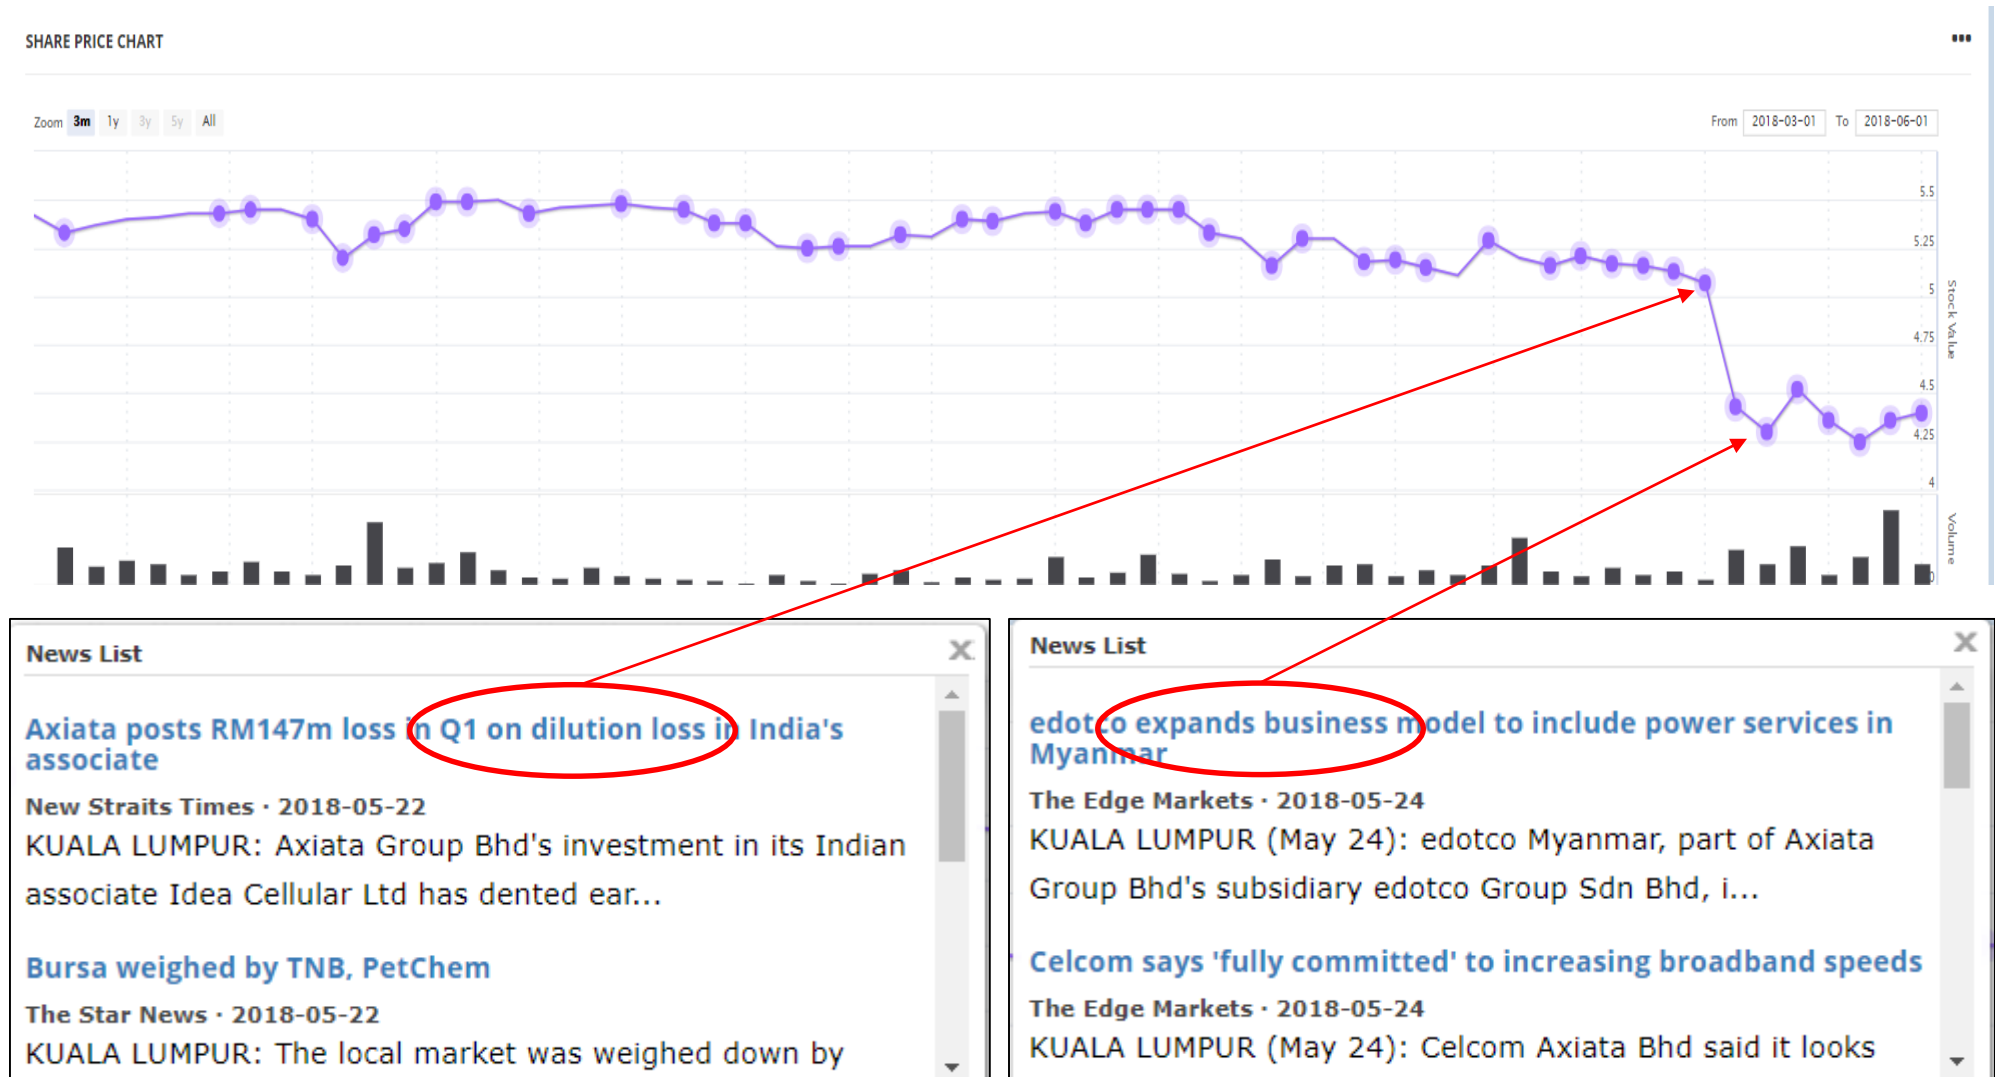 SHARE PRICE CHART
Zoom 3m 1y 3y 5y All
From 2018-03-01 To 2018-06-01
5.5
5.25
5
4.75
4.5
4.25
4
Stock Value
Volume
0
News List
Axiata posts RM147m loss in Q1 on dilution loss in India's
associate
New Straits Times · 2018-05-22
KUALA LUMPUR: Axiata Group Bhd's investment in its Indian
associate Idea Cellular Ltd has dented ear...
Bursa weighed by TNB, PetChem
The Star News · 2018-05-22
KUALA LUMPUR: The local market was weighed down by
News List
edotco expands business model to include power services in
Myanmar
The Edge Markets · 2018-05-24
KUALA LUMPUR (May 24): edotco Myanmar, part of Axiata
Group Bhd's subsidiary edotco Group Sdn Bhd, i...
Celcom says 'fully committed' to increasing broadband speeds
The Edge Markets · 2018-05-24
KUALA LUMPUR (May 24): Celcom Axiata Bhd said it looks